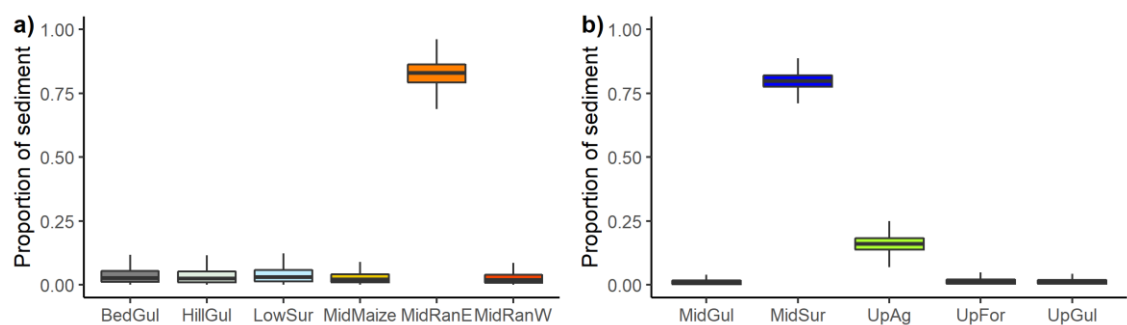 a)
Proportion of sediment
1.00
0.75
0.50
0.25
0.00
BedGul HillGul LowSur MidMaize MidRanE MidRanW
b)
Proportion of sediment
1.00
0.75
0.50
0.25
0.00
MidGul MidSur UpAg UpFor UpGul